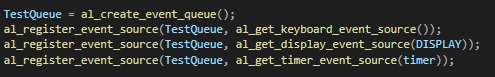 TestQueue = al_create_event_queue();
al_register_event_source(TestQueue, al_get_keyboard_event_source());
al_register_event_source(TestQueue, al_get_display_event_source(DISPLAY));
al_register_event_source(TestQueue, al_get_timer_event_source(timer));